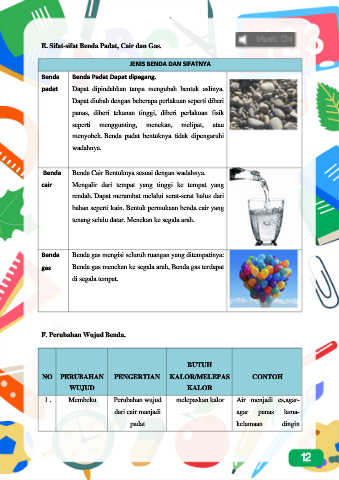 Music On
E. Sifat-sifat Benda Padat, Cair dan Gas.
JENIS BENDA DAN SIFATNYA
Benda padat
Benda Padat Dapat dipegang.
Dapat dipindahkan tanpa mengubah bentuk aslinya.
Dapat diubah dengan beberapa perlakuan seperti diberi
panas, diberi tekanan tinggi, diberi perlakuan fisik
seperti menggunting, menekan, melipat, atau
menyobek. Benda padat bentuknya tidak dipengaruhi
wadahnya.
Benda cair
Benda Cair Bentuknya sesuai dengan wadahnya.
Mengalir dari tempat yang tinggi ke tempat yang
rendah. Dapat merambat melalui serat-serat halus dari
bahan seperti kain. Bentuk permukaan benda cair yang
tenang selalu datar. Menekan ke segala arah.
Benda gas
Benda gas mengisi seluruh ruangan yang ditempatinya:
Benda gas menekan ke segala arah, Benda gas terdapat
di segala tempat.
F. Perubahan Wujud Benda.
NO
PERUBAHAN WUJUD
PENGERTIAN
BUTUH KALOR/MELEPAS KALOR
CONTOH
1 .
Membeku
Perubahan wujud
dari cair menjadi
padat
melepaskan kalor
Air menjadi es,agar-
agar panas lama-
kelamaan dingin
12